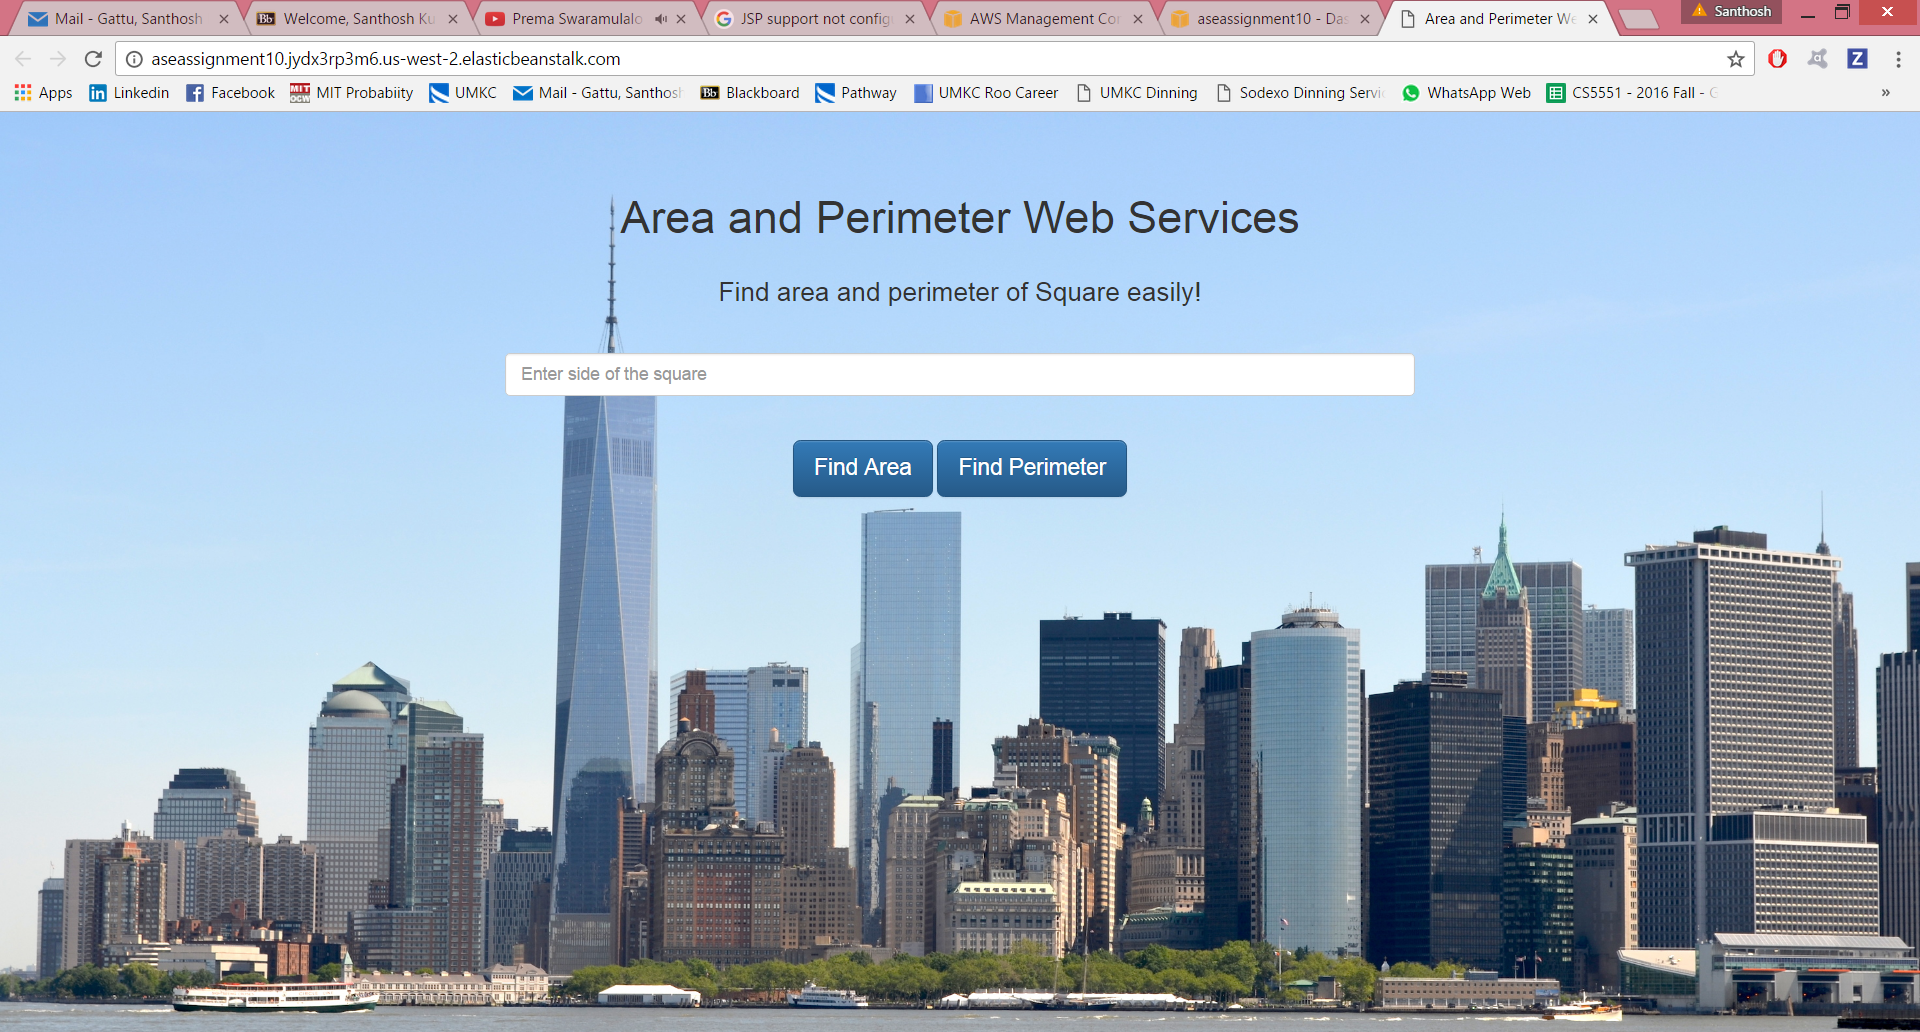 Mail - Gattu, Santhosh
Welcome, Santhosh Ku
Prema Swaramulalo
JSP support not config
AWS Management Co
aseassignment10 - Das
Area and Perimeter We
Santhosh
aseassignment10.jydx3rp3m6.us-west-2.elasticbeanstalk.com
Apps Linkedin Facebook MIT Probabiity UMKC Mail - Gattu, Santhosh Blackboard Pathway UMKC Roo Career UMKC Dinning Sodexo Dinning Servic WhatsApp Web CS5551 - 2016 Fall - G »
Area and Perimeter Web Services
Find area and perimeter of Square easily!
Enter side of the square
Find Area Find Perimeter